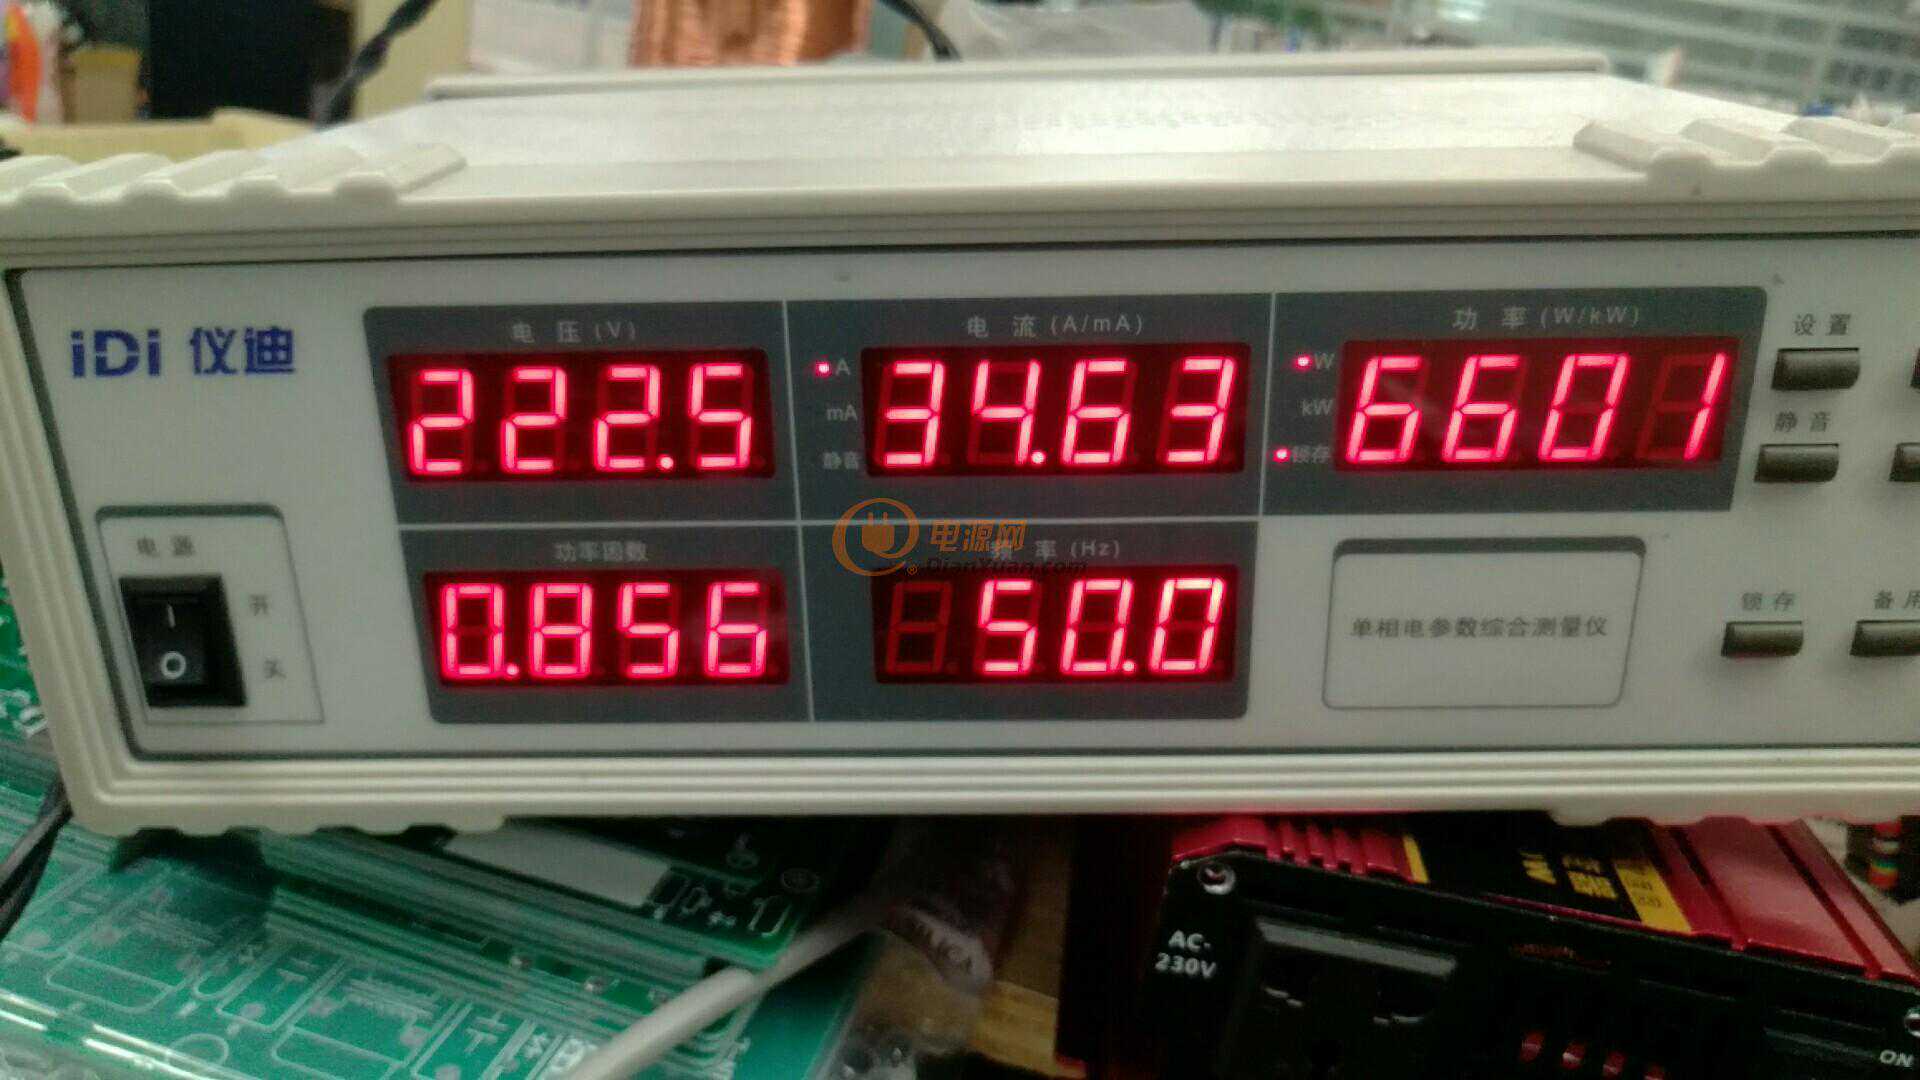 iDi 仪迪
电 压 (V)
电 流 (A/mA)
功 率 (W/kW)
222.5
A
mA
静音
34.63
W
kW
锁存
6601
设 置
静 音
电 源
开
关
功率因数
0.856
频 率 (Hz)
50.0
电源网
DianYuan.com
单相电参数综合测量仪
锁 存
备 用
AC-
230V
ON